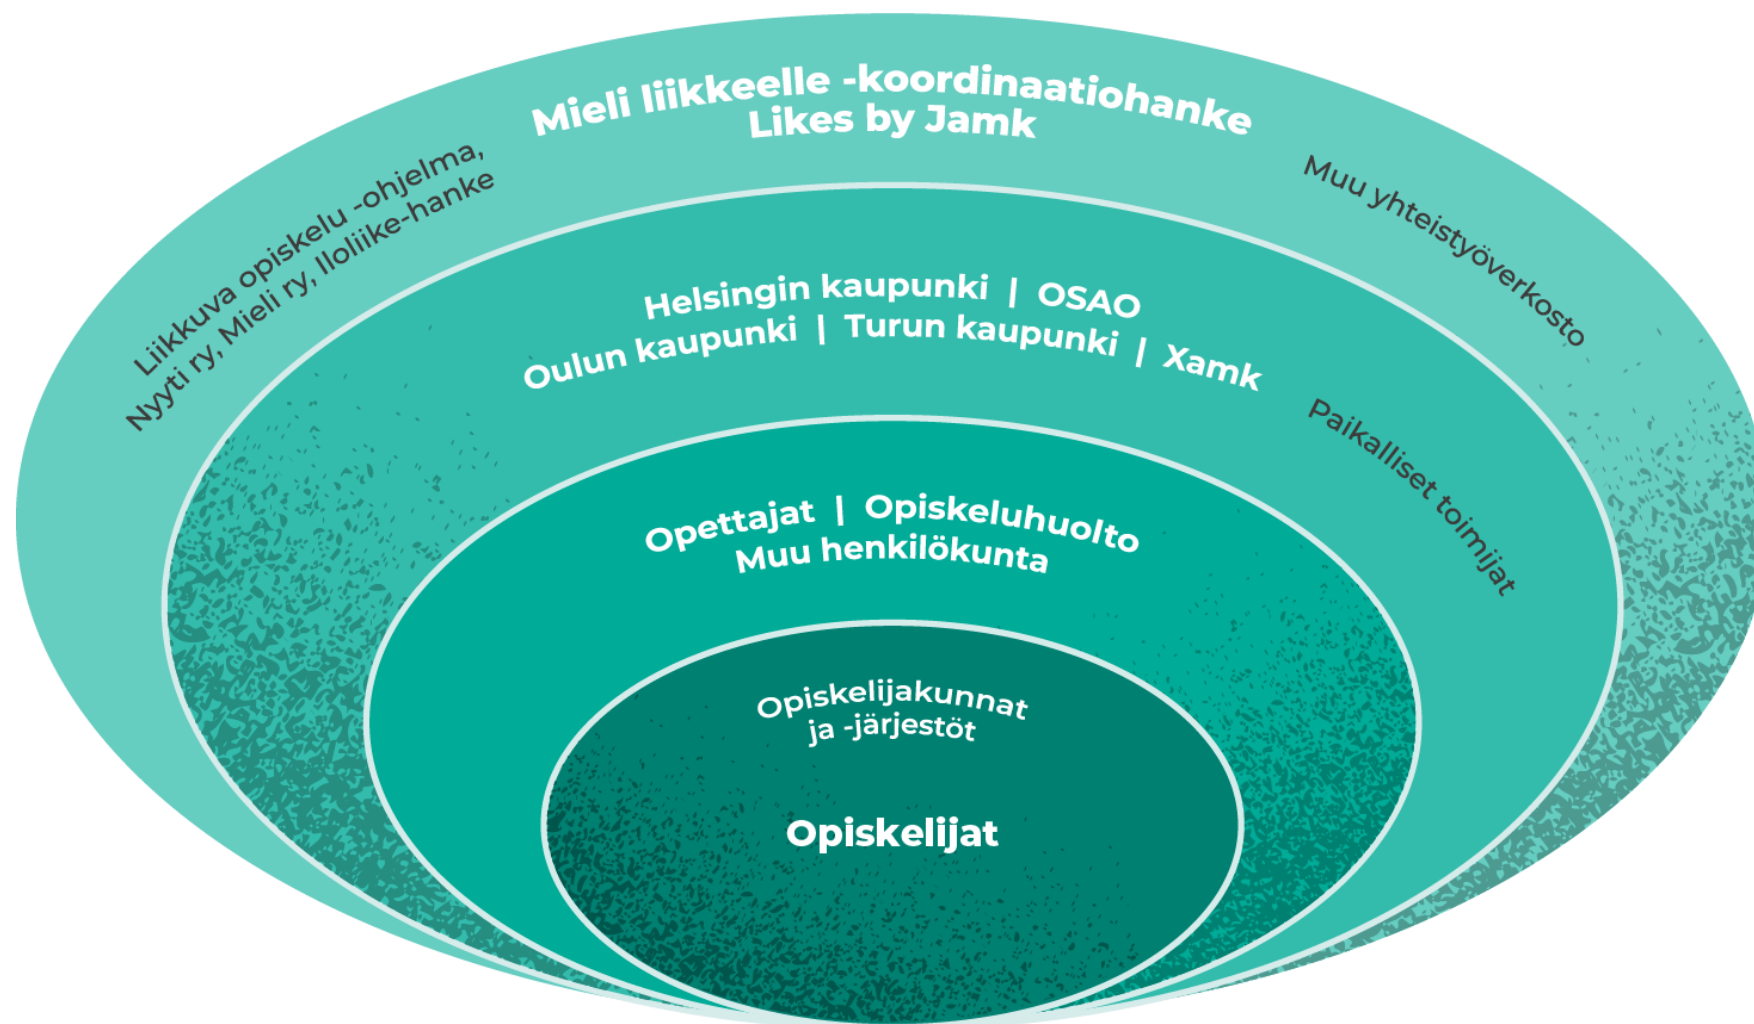 Mieli liikkeelle -koordinaatiohanke
Likes by Jamk
Liikkuva opiskelu -ohjelma,
Nyyti ry, Mieli ry, Iloliike-hanke
Muu yhteistyöverkosto
Helsingin kaupunki | OSAO
Oulun kaupunki | Turun kaupunki | Xamk
Paikalliset toimijat
Opettajat | Opiskeluhuolto
Muu henkilökunta
Opiskelijakunnat
ja -järjestöt
Opiskelijat